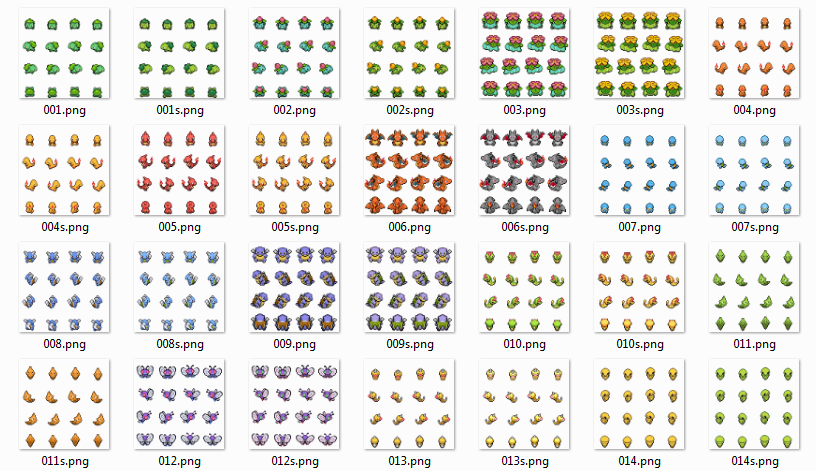 001.png 001s.png 002.png 002s.png 003.png 003s.png 004.png
004s.png 005.png 005s.png 006.png 006s.png 007.png 007s.png
008.png 008s.png 009.png 009s.png 010.png 010s.png 011.png
011s.png 012.png 012s.png 013.png 013s.png 014.png 014s.png